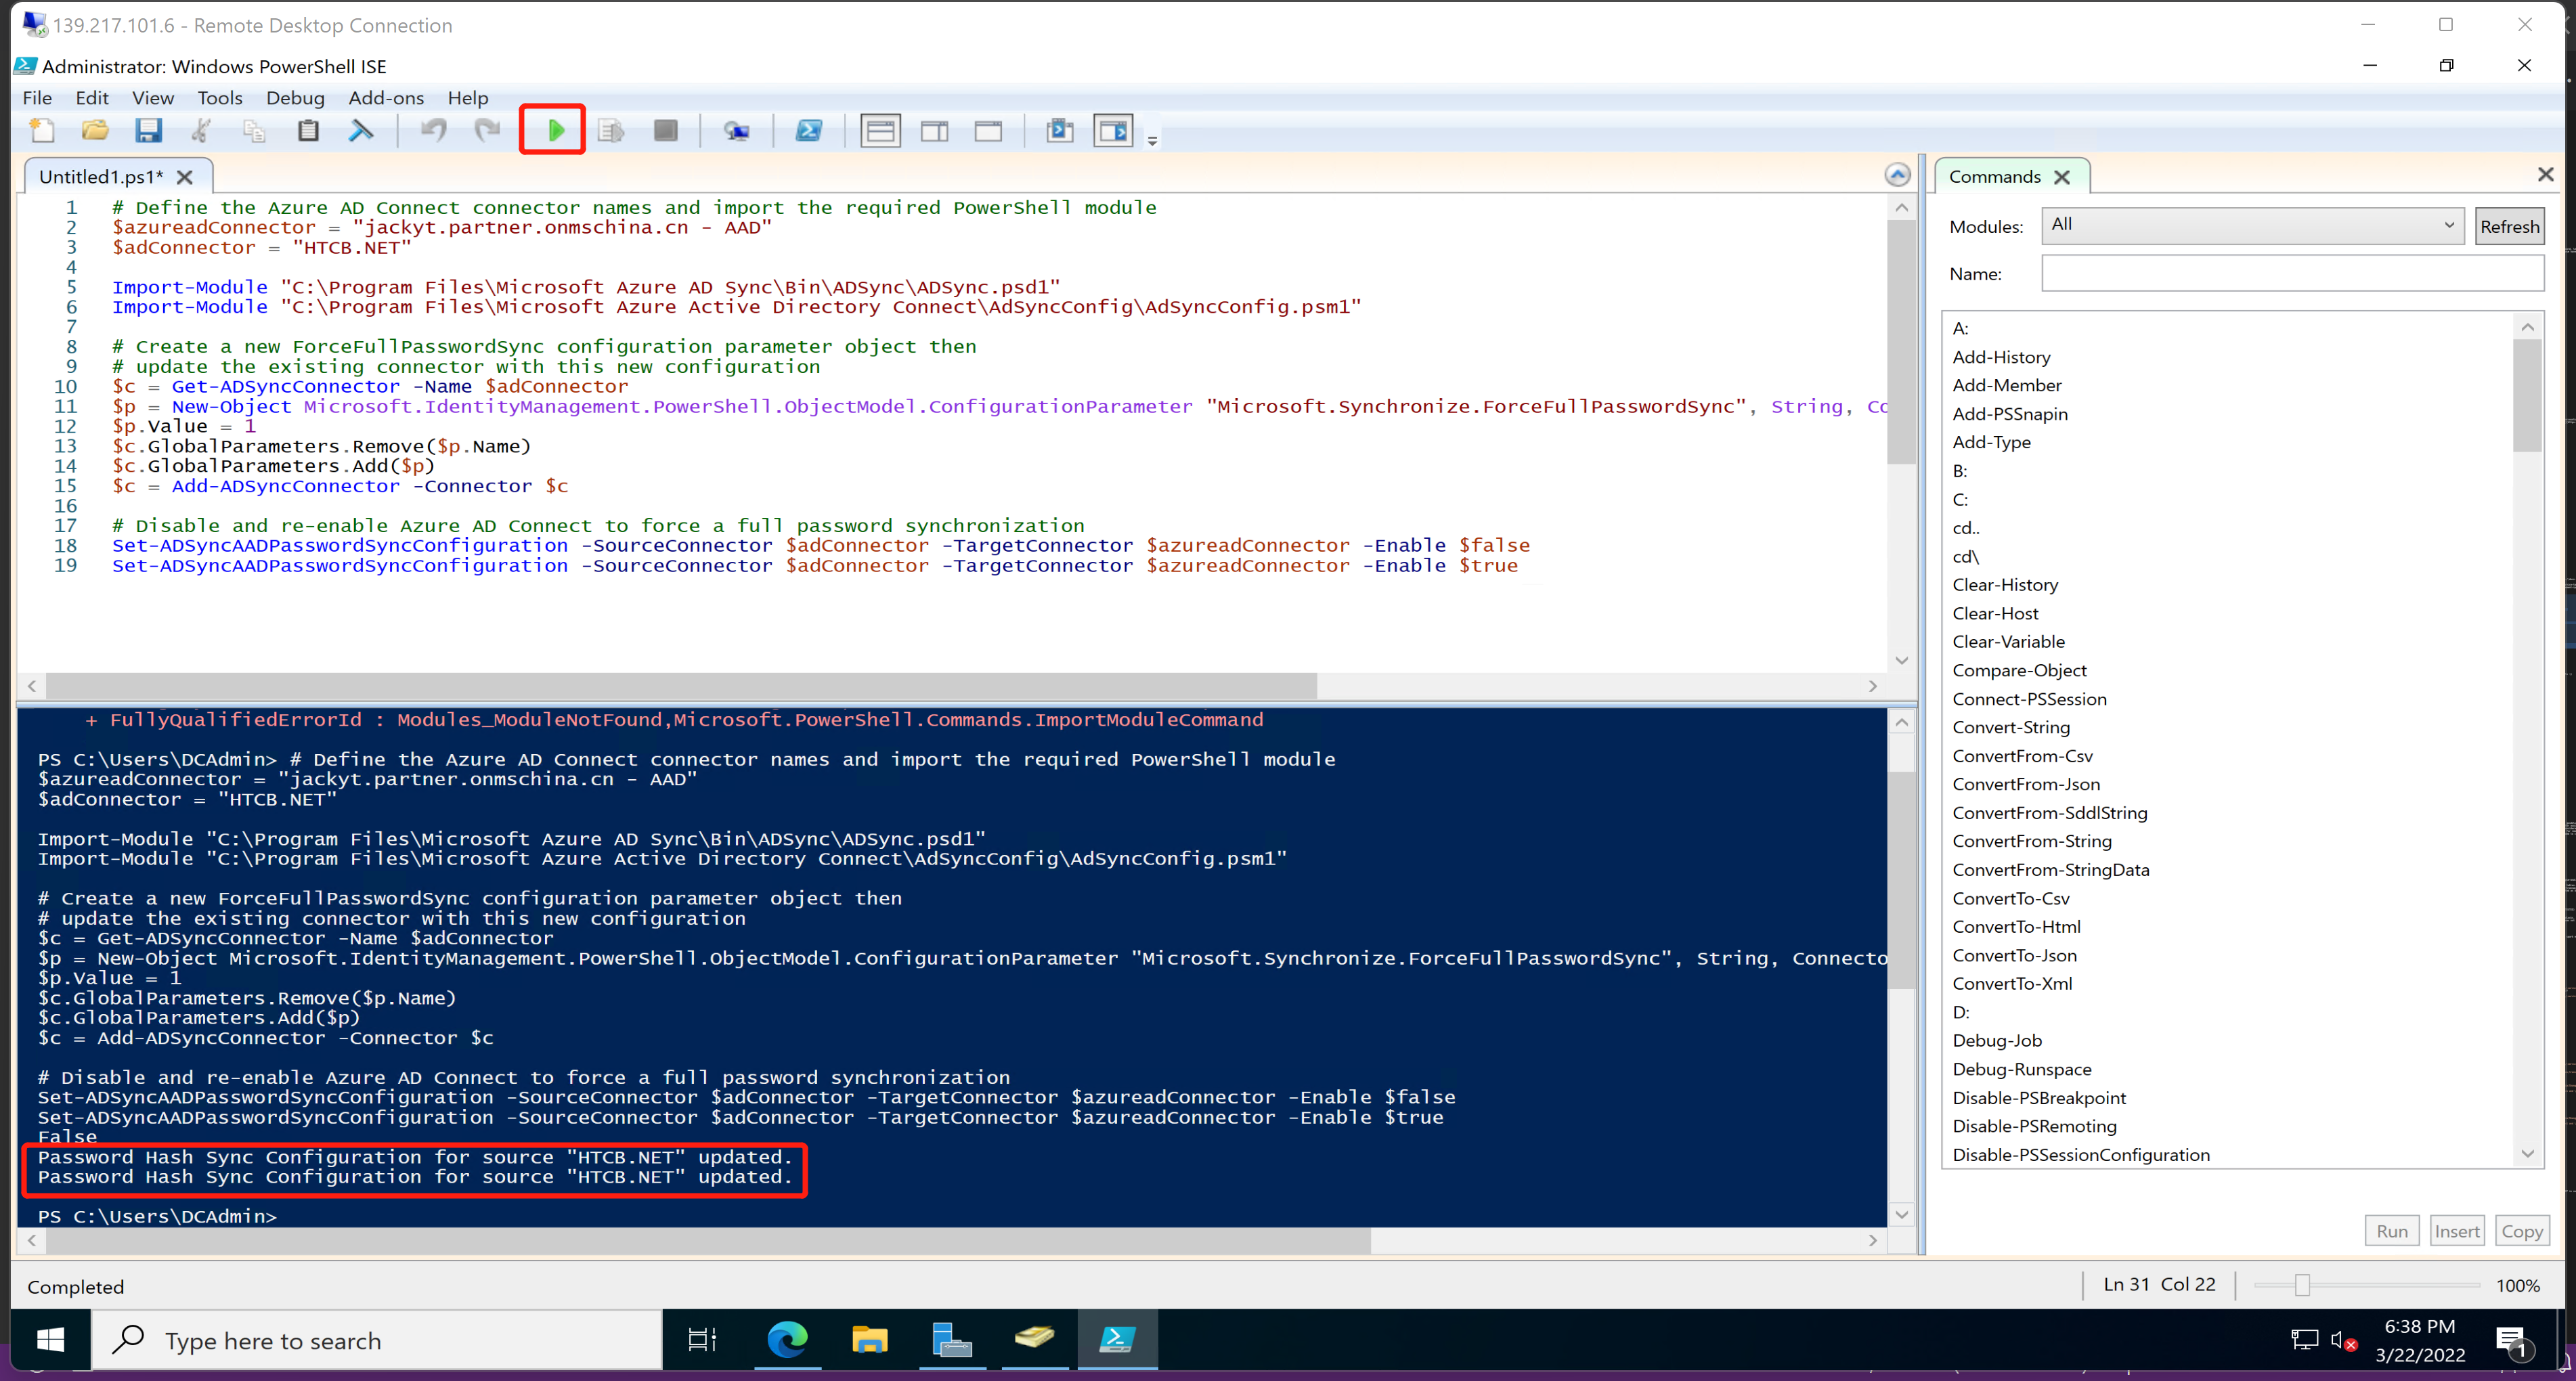 139.217.101.6 - Remote Desktop Connection
Administrator: Windows PowerShell ISE
File Edit View Tools Debug Add-ons Help
Untitled1.ps1*
1 # Define the Azure AD Connect connector names and import the required PowerShell module
2 $azureadConnector = "jackyt.partner.onmschina.cn - AAD"
3 $adConnector = "HTCB.NET"
4
5 Import-Module "C:\Program Files\Microsoft Azure AD Sync\Bin\ADSync\ADSync.psd1"
6 Import-Module "C:\Program Files\Microsoft Azure Active Directory Connect\AdSyncConfig\AdSyncConfig.psm1"
7
8 # Create a new ForceFullPasswordSync configuration parameter object then
9 # update the existing connector with this new configuration
10 $c = Get-ADSyncConnector -Name $adConnector
11 $p = New-Object Microsoft.IdentityManagement.PowerShell.ObjectModel.ConfigurationParameter "Microsoft.Synchronize.ForceFullPasswordSync", String, Co
12 $p.Value = 1
13 $c.GlobalParameters.Remove($p.Name)
14 $c.GlobalParameters.Add($p)
15 $c = Add-ADSyncConnector -Connector $c
16
17 # Disable and re-enable Azure AD Connect to force a full password synchronization
18 Set-ADSyncAADPasswordSyncConfiguration -SourceConnector $adConnector -TargetConnector $azureadConnector -Enable $false
19 Set-ADSyncAADPasswordSyncConfiguration -SourceConnector $adConnector -TargetConnector $azureadConnector -Enable $true
+ FullyQualifiedErrorId : Modules_ModuleNotFound,Microsoft.PowerShell.Commands.ImportModuleCommand
PS C:\Users\DCAdmin> # Define the Azure AD Connect connector names and import the required PowerShell module
$azureadConnector = "jackyt.partner.onmschina.cn - AAD"
$adConnector = "HTCB.NET"
Import-Module "C:\Program Files\Microsoft Azure AD Sync\Bin\ADSync\ADSync.psd1"
Import-Module "C:\Program Files\Microsoft Azure Active Directory Connect\AdSyncConfig\AdSyncConfig.psm1"
# Create a new ForceFullPasswordSync configuration parameter object then
# update the existing connector with this new configuration
$c = Get-ADSyncConnector -Name $adConnector
$p = New-Object Microsoft.IdentityManagement.PowerShell.ObjectModel.ConfigurationParameter "Microsoft.Synchronize.ForceFullPasswordSync", String, Connecto
$p.Value = 1
$c.GlobalParameters.Remove($p.Name)
$c.GlobalParameters.Add($p)
$c = Add-ADSyncConnector -Connector $c
# Disable and re-enable Azure AD Connect to force a full password synchronization
Set-ADSyncAADPasswordSyncConfiguration -SourceConnector $adConnector -TargetConnector $azureadConnector -Enable $false
Set-ADSyncAADPasswordSyncConfiguration -SourceConnector $adConnector -TargetConnector $azureadConnector -Enable $true
False
Password Hash Sync Configuration for source "HTCB.NET" updated.
Password Hash Sync Configuration for source "HTCB.NET" updated.
PS C:\Users\DCAdmin>
Commands
Modules: All Refresh
Name:
A:
Add-History
Add-Member
Add-PSSnapin
Add-Type
B:
C:
cd..
cd\
Clear-History
Clear-Host
Clear-Variable
Compare-Object
Connect-PSSession
Convert-String
ConvertFrom-Csv
ConvertFrom-Json
ConvertFrom-SddlString
ConvertFrom-String
ConvertFrom-StringData
ConvertTo-Csv
ConvertTo-Html
ConvertTo-Json
ConvertTo-Xml
D:
Debug-Job
Debug-Runspace
Disable-PSBreakpoint
Disable-PSRemoting
Disable-PSSessionConfiguration
Run Insert Copy
Completed
Ln 31 Col 22
100%
Type here to search
6:38 PM
3/22/2022
1